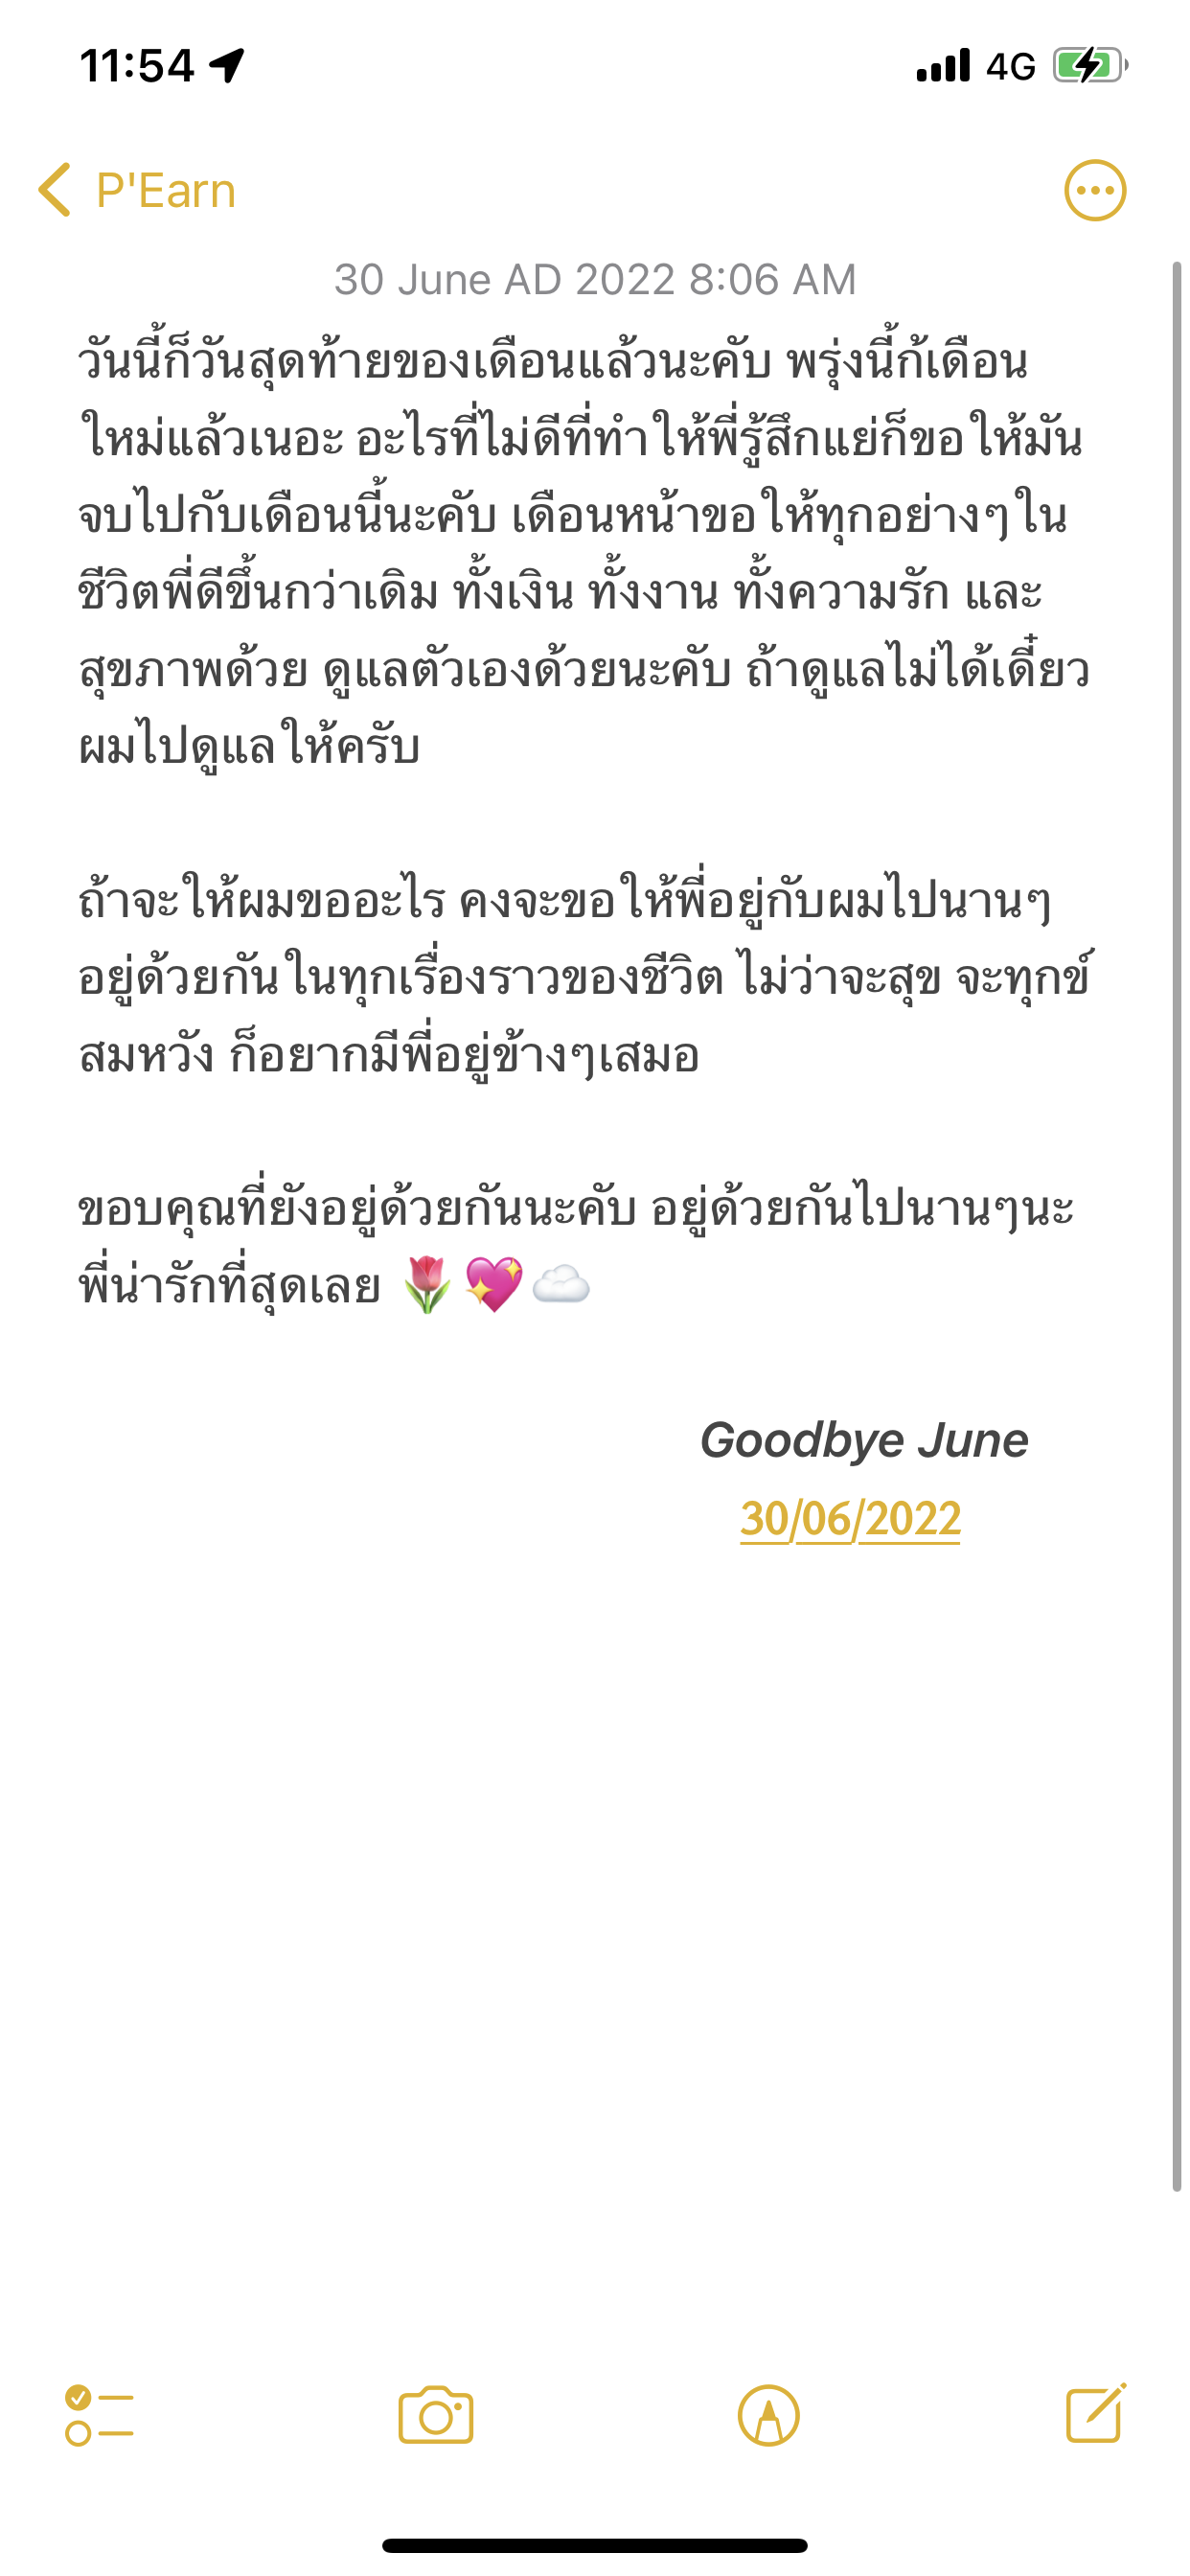 11:54
4G
P'Earn
30 June AD 2022 8:06 AM
วันนี้ก็วันสุดท้ายของเดือนแล้วนะคับ พรุ่งนี้ก้เดือน
ใหม่แล้วเนอะ อะไรที่ไม่ดีที่ทำให้พี่รู้สึกแย่ก็ขอให้มัน
จบไปกับเดือนนี้นะคับ เดือนหน้าขอให้ทุกอย่างๆใน
ชีวิตพี่ดีขึ้นกว่าเดิม ทั้งเงิน ทั้งงาน ทั้งความรัก และ
สุขภาพด้วย ดูแลตัวเองด้วยนะคับ ถ้าดูแลไม่ได้เดี๋ยว
ผมไปดูแลให้ครับ
ถ้าจะให้ผมขออะไร คงจะขอให้พี่อยู่กับผมไปนานๆ
อยู่ด้วยกันในทุกเรื่องราวของชีวิต ไม่ว่าจะสุข จะทุกข์
สมหวัง ก็อยากมีพี่อยู่ข้างๆเสมอ
ขอบคุณที่ยังอยู่ด้วยกันนะคับ อยู่ด้วยกันไปนานๆนะ
พี่น่ารักที่สุดเลย 🌷💖☁️
Goodbye June
30/06/2022